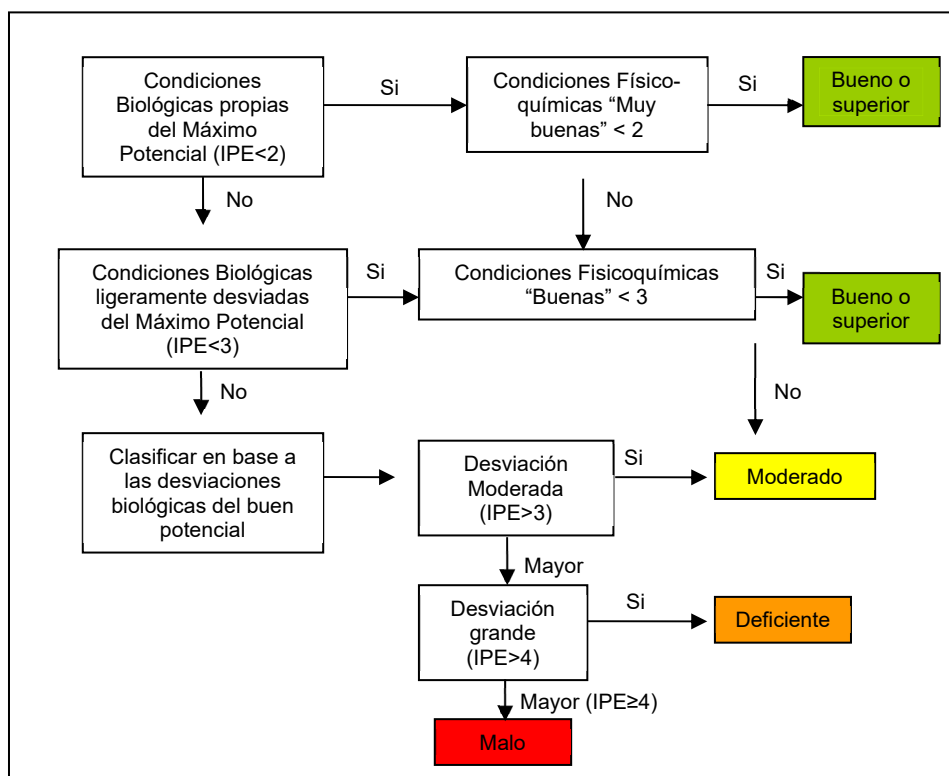 Condiciones
Biológicas propias
del Máximo
Potencial (IPE<2)
Si
Condiciones Físico-
químicas “Muy
buenas” < 2
Si
Bueno o
superior
No
No
Condiciones Biológicas
ligeramente desviadas
del Máximo Potencial
(IPE<3)
Si
Condiciones Fisicoquímicas
“Buenas” < 3
Si
Bueno o
superior
No
No
Clasificar en base a
las desviaciones
biológicas del buen
potencial
Desviación
Moderada
(IPE>3)
Si
Moderado
Mayor
Desviación
grande
(IPE>4)
Si
Deficiente
Mayor (IPE≥4)
Malo